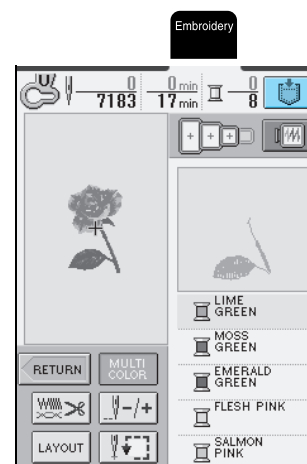 Embroidery
0
7183
0 min
17 min
0
8
LIME
GREEN
MOSS
GREEN
EMERALD
GREEN
FLESH PINK
SALMON
PINK
RETURN
MULTI
COLOR
-/+
LAYOUT